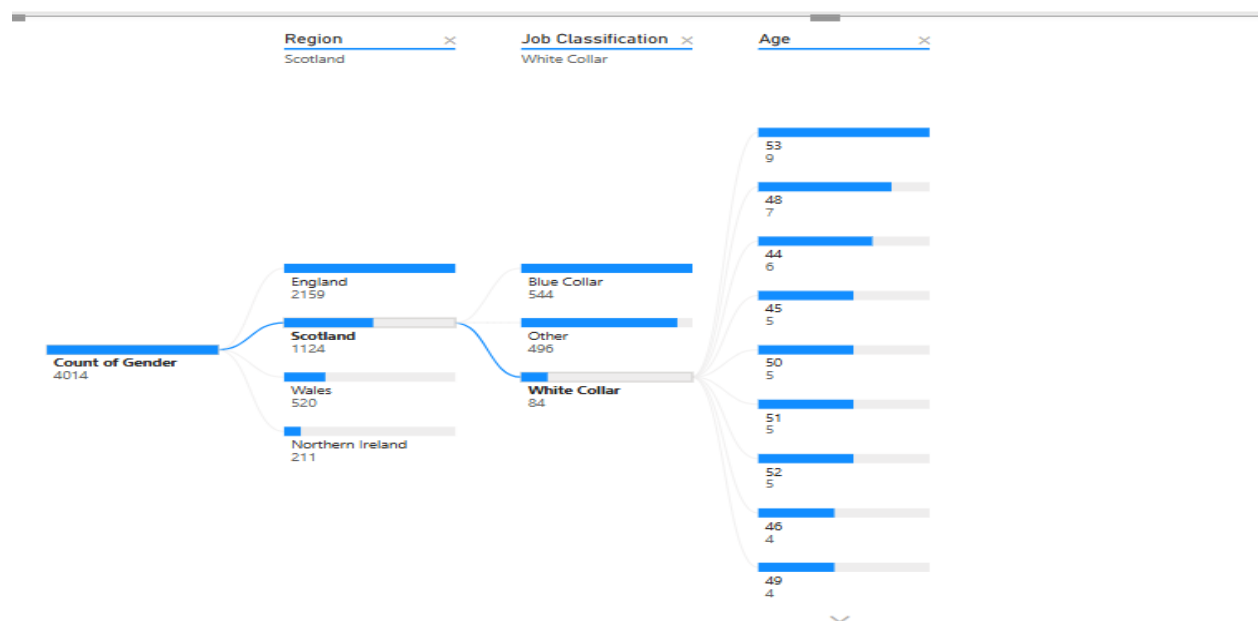 Region
Scotland
Job Classification
White Collar
Age
Count of Gender
4014
England
2159
Scotland
1124
Wales
520
Northern Ireland
211
Blue Collar
544
Other
496
White Collar
84
53
9
48
7
44
6
45
5
50
5
51
5
52
5
46
4
49
4